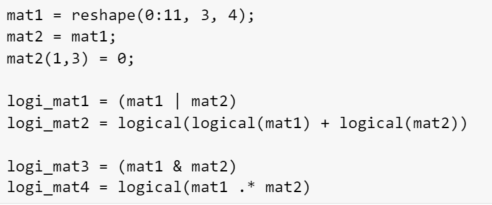 mat1 = reshape(0:11, 3, 4);
mat2 = mat1;
mat2(1,3) = 0;
logi_mat1 = (mat1 | mat2)
logi_mat2 = logical(logical(mat1) + logical(mat2))
logi_mat3 = (mat1 & mat2)
logi_mat4 = logical(mat1 .* mat2)